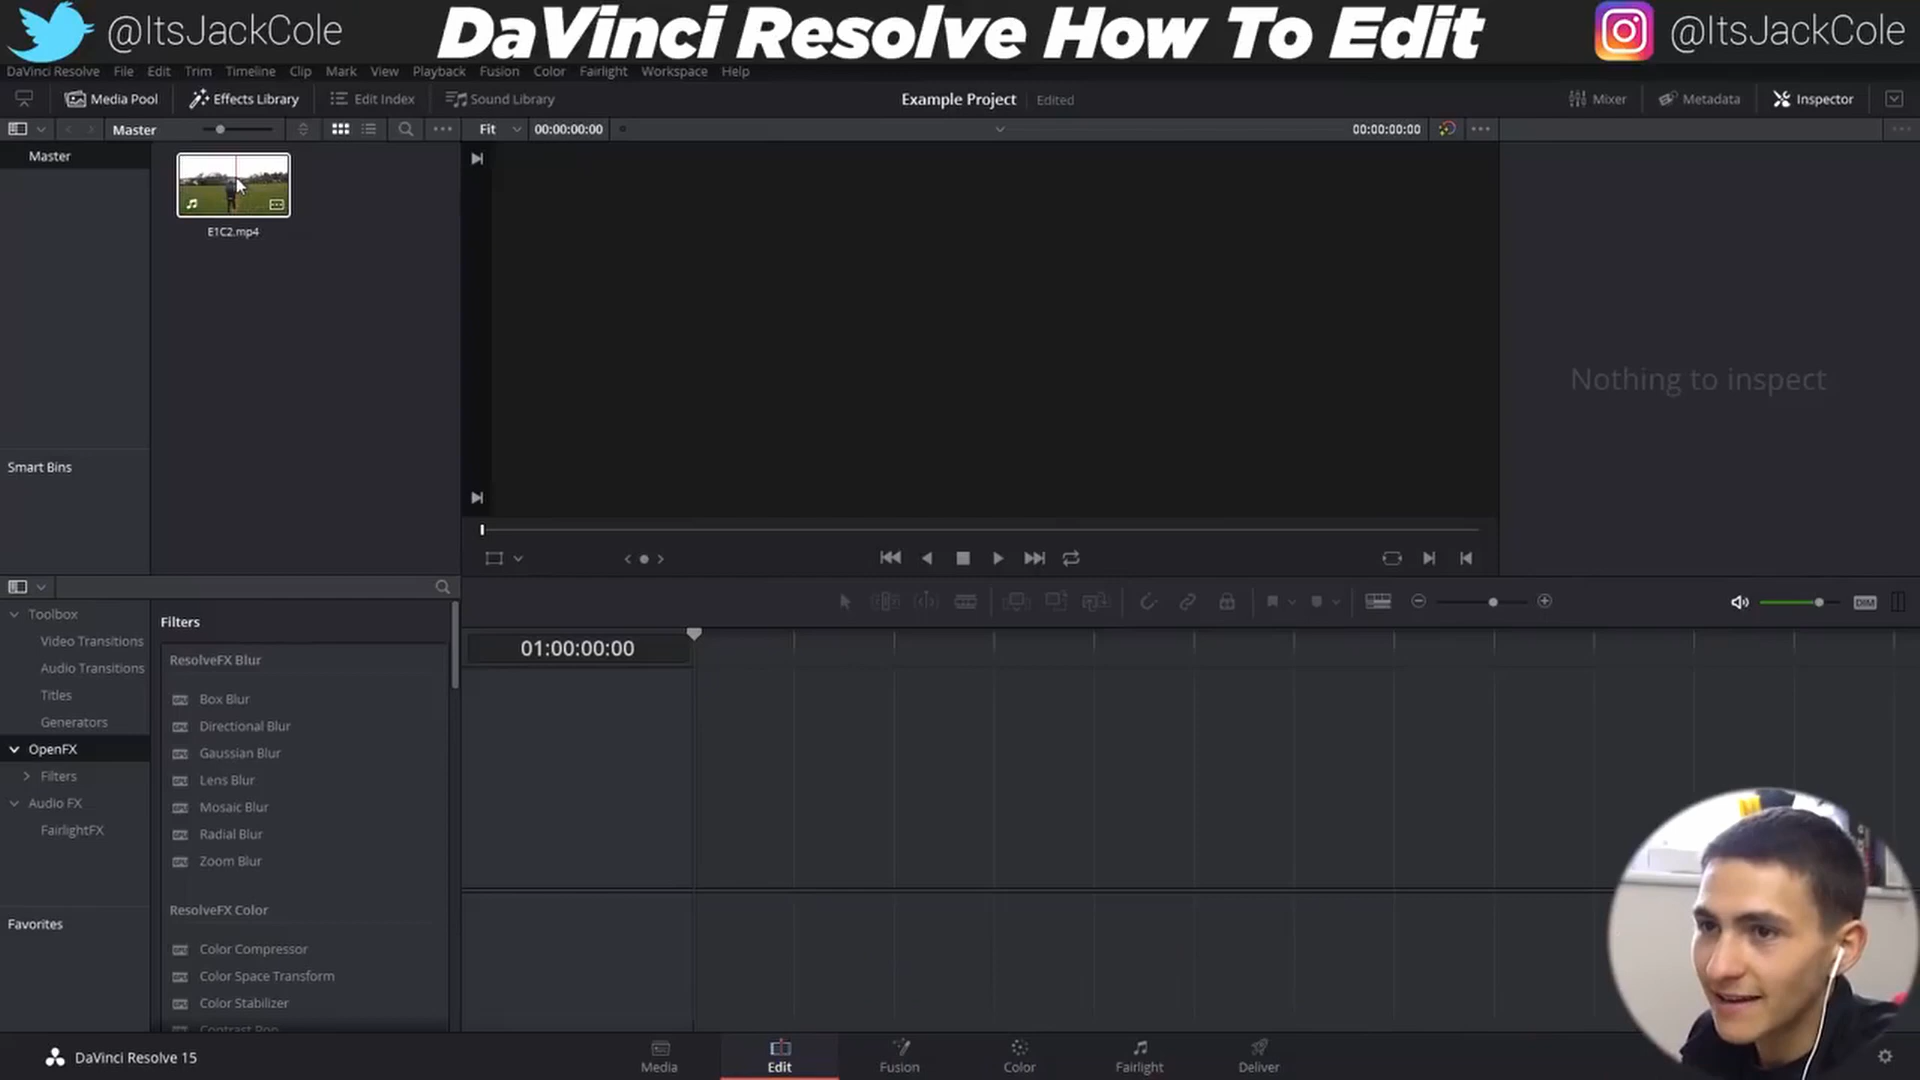 @ItsJackCole
DaVinci Resolve How To Edit
@ItsJackCole
DaVinci Resolve File Edit Trim Timeline Clip Mark View Playback Fusion Color Fairlight Workspace Help
Media Pool Effects Library Edit Index Sound Library Example Project Edited Mixer Metadata Inspector
Master Fit 00:00:00:00 00:00:00:00
Master
E1C2.mp4
Nothing to inspect
Smart Bins
Toolbox
Video Transitions
Audio Transitions
Titles
Generators
OpenFX
Filters
Audio FX
FairlightFX
Favorites
Filters
ResolveFX Blur
Box Blur
Directional Blur
Gaussian Blur
Lens Blur
Mosaic Blur
Radial Blur
Zoom Blur
ResolveFX Color
Color Compressor
Color Space Transform
Color Stabilizer
Contrast Pop
DIM
01:00:00:00
DaVinci Resolve 15
Media Edit Fusion Color Fairlight Deliver